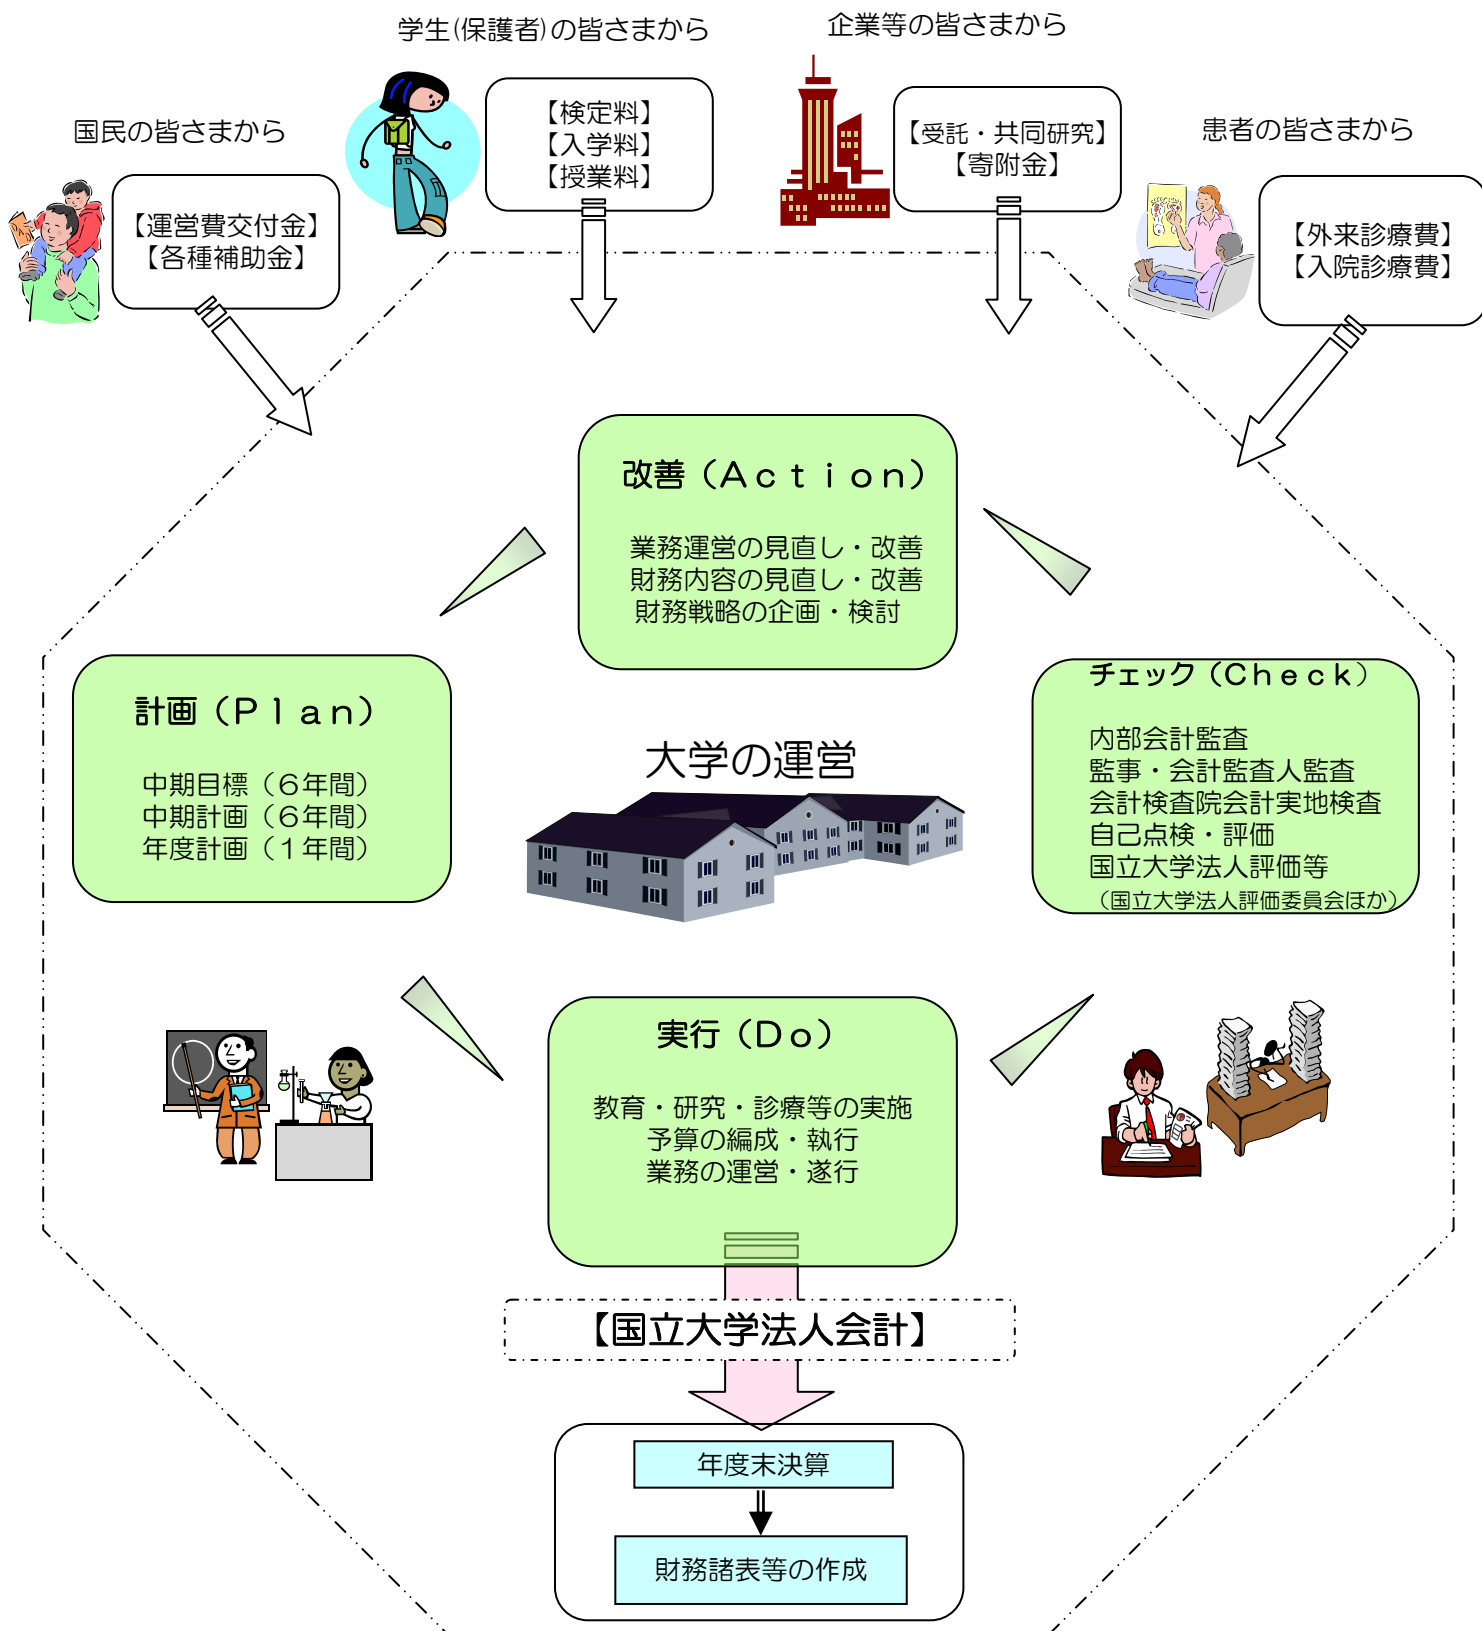 学生(保護者)の皆さまから
企業等の皆さまから
国民の皆さまから
患者の皆さまから
【検定料】
【入学料】
【授業料】
【受託・共同研究】
【寄附金】
【運営費交付金】
【各種補助金】
【外来診療費】
【入院診療費】
改善（Ａｃｔｉｏｎ）
業務運営の見直し・改善
財務内容の見直し・改善
財務戦略の企画・検討
計画（Ｐｌａｎ）
中期目標（６年間）
中期計画（６年間）
年度計画（１年間）
大学の運営
チェック（Ｃｈｅｃｋ）
内部会計監査
監事・会計監査人監査
会計検査院会計実地検査
自己点検・評価
国立大学法人評価等
（国立大学法人評価委員会ほか）
実行（Ｄｏ）
教育・研究・診療等の実施
予算の編成・執行
業務の運営・遂行
【国立大学法人会計】
年度末決算
財務諸表等の作成